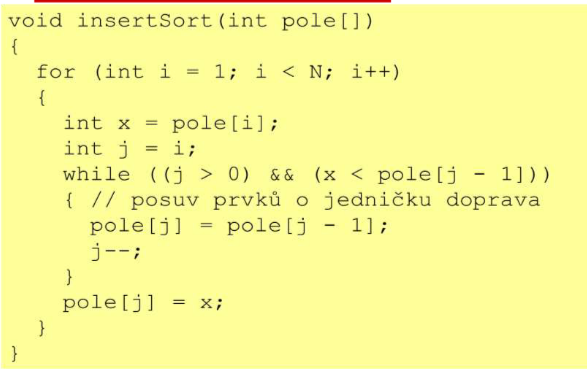 void insertSort(int pole[])
{
  for (int i = 1; i < N; i++)
  {
    int x = pole[i];
    int j = i;
    while ((j > 0) && (x < pole[j - 1]))
    { // posuv prvků o jedničku doprava
      pole[j] = pole[j - 1];
      j--;
    }
    pole[j] = x;
  }
}